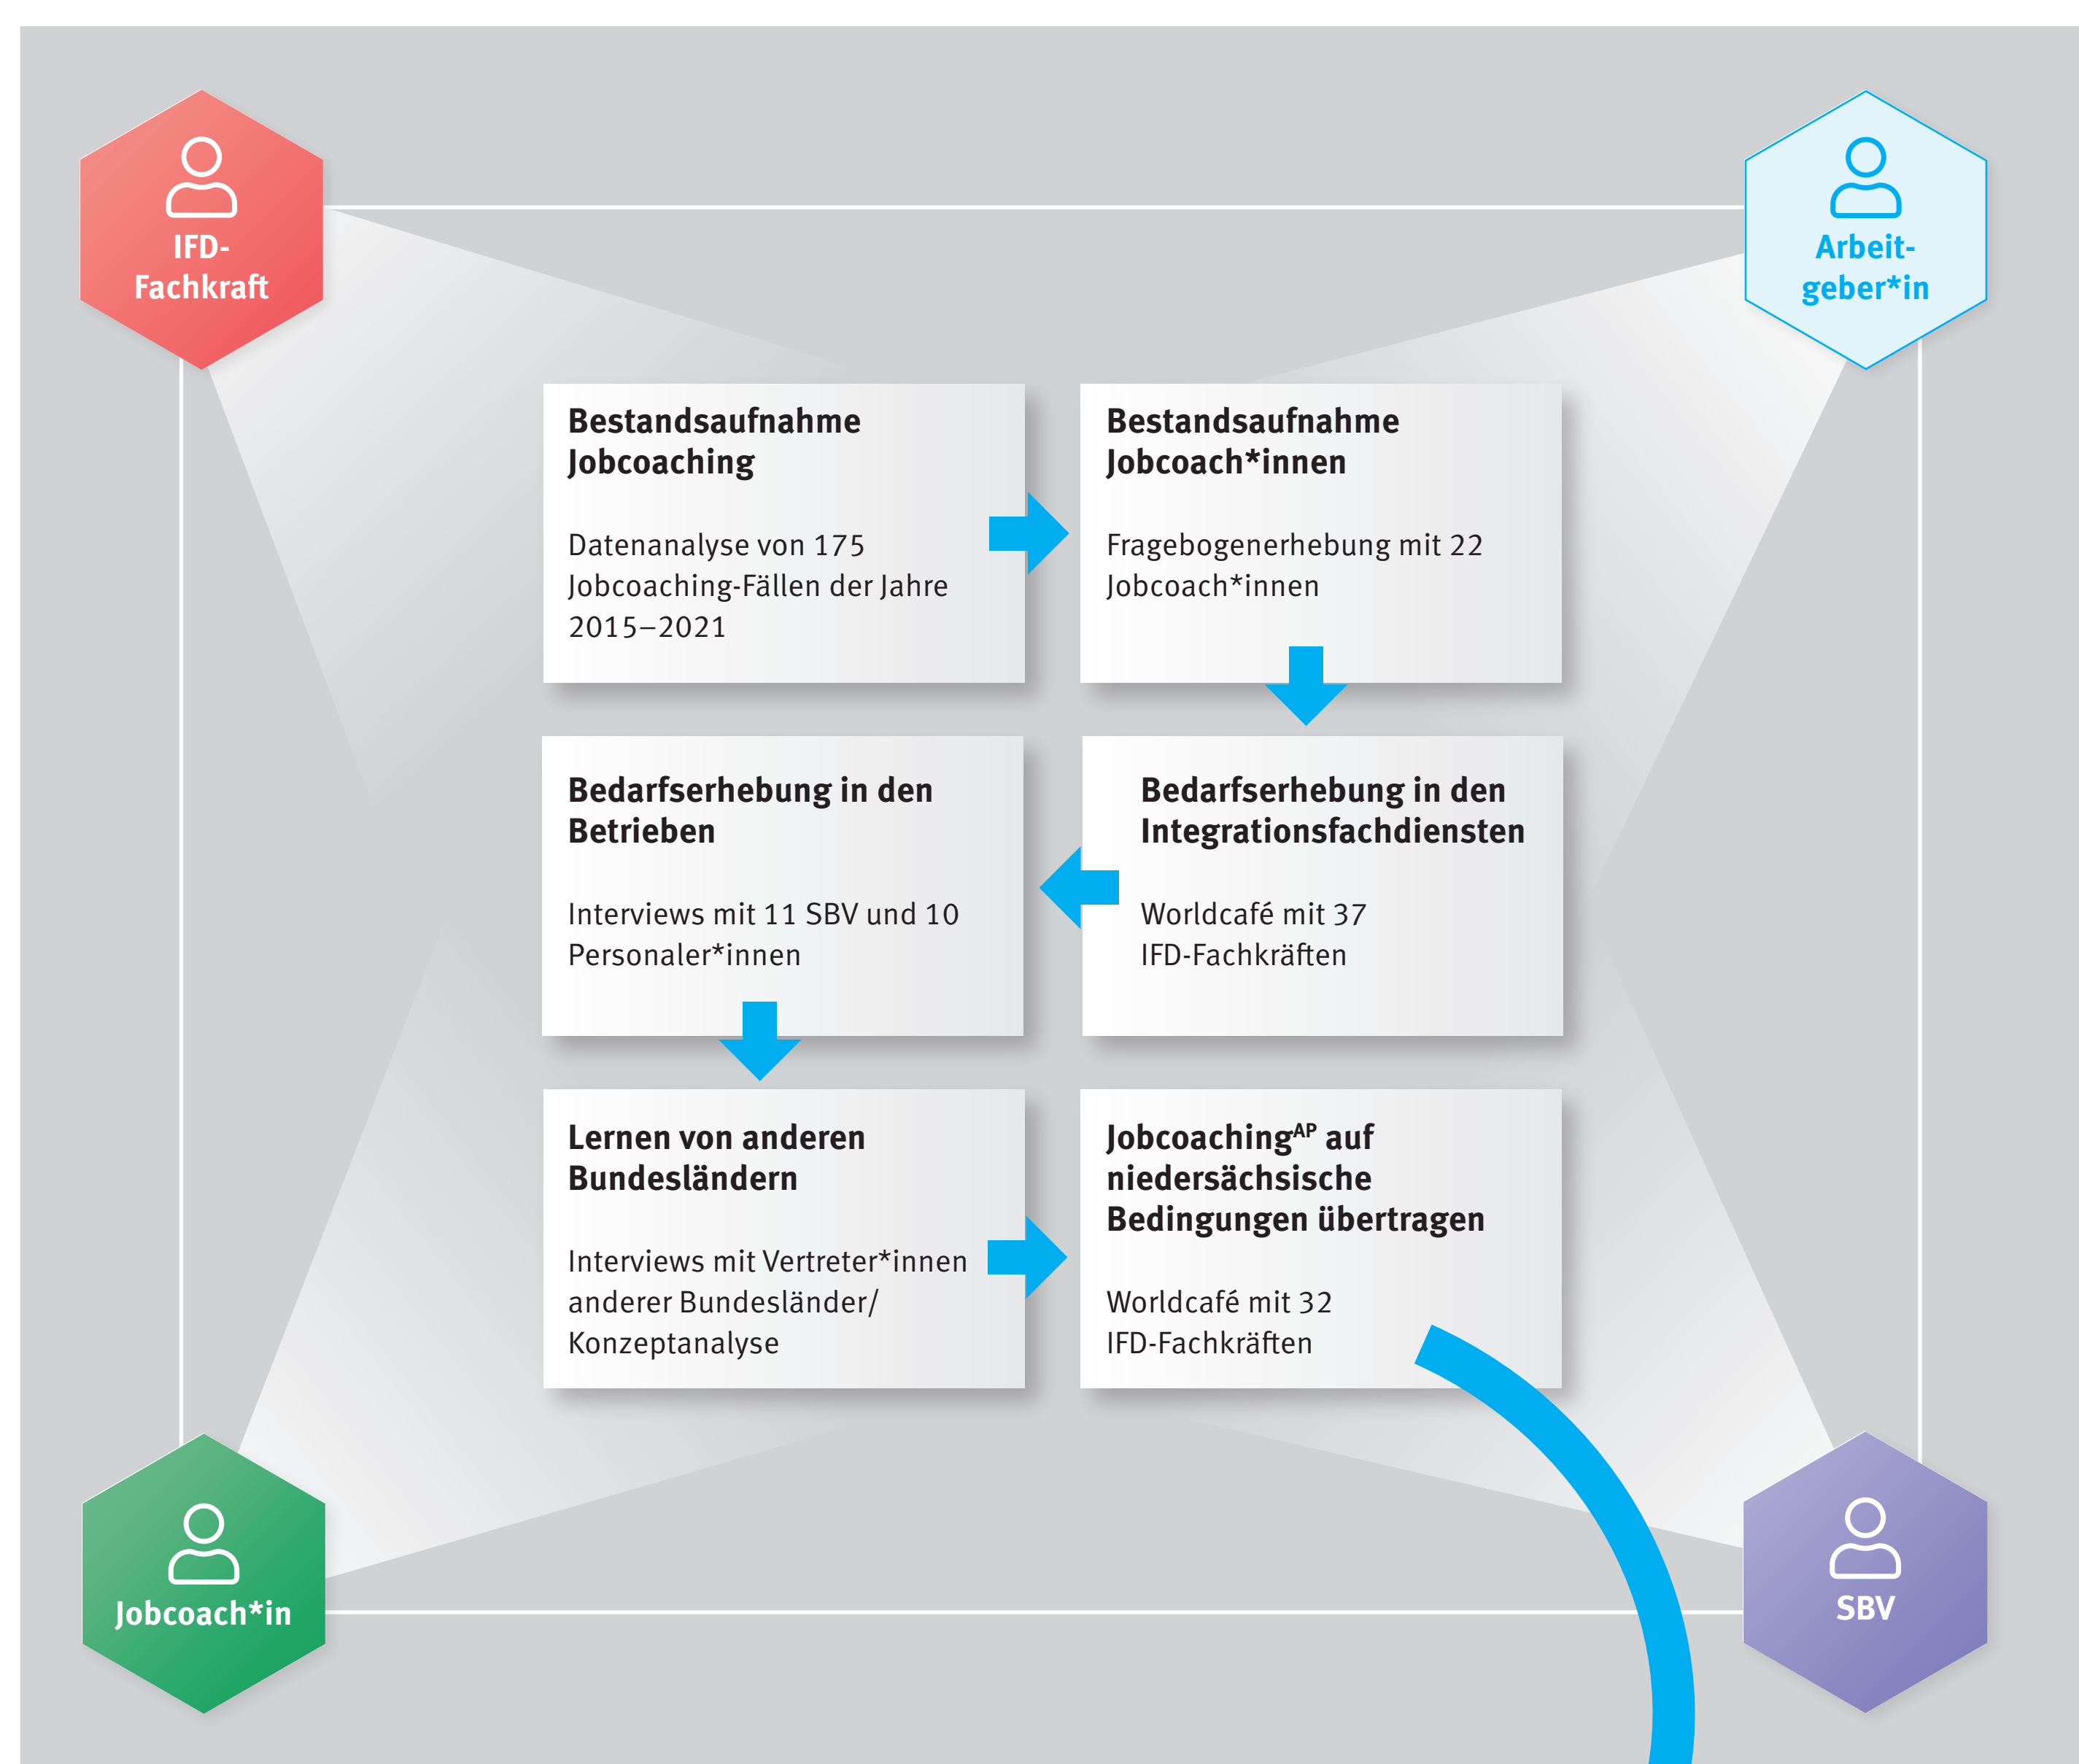 IFD-
Fachkraft
Arbeit-
geber*in
Bestandsaufnahme
Jobcoaching
Datenanalyse von 175
Jobcoaching-Fällen der Jahre
2015–2021
Bestandsaufnahme
Jobcoach*innen
Fragebogenerhebung mit 22
Jobcoach*innen
Bedarfserhebung in den
Integrationsfachdiensten
Worldcafé mit 37
IFD-Fachkräften
Bedarfserhebung in den
Betrieben
Interviews mit 11 SBV und 10
Personaler*innen
Lernen von anderen
Bundesländern
Interviews mit Vertreter*innen
anderer Bundesländer/
Konzeptanalyse
Jobcoaching^AP auf
niedersächsische
Bedingungen übertragen
Worldcafé mit 32
IFD-Fachkräften
Jobcoach*in
SBV